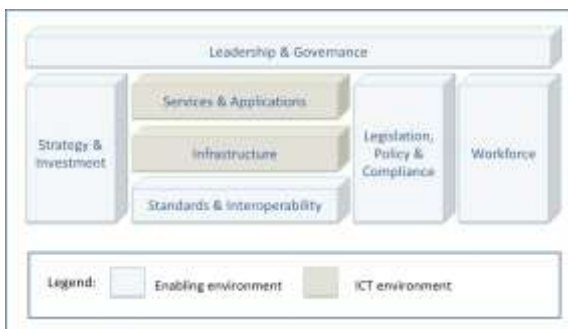 Leadership & Governance
Strategy &
Investment
Services & Applications
Infrastructure
Standards & Interoperability
Legislation,
Policy &
Compliance
Workforce
Legend:
Enabling environment
ICT environment